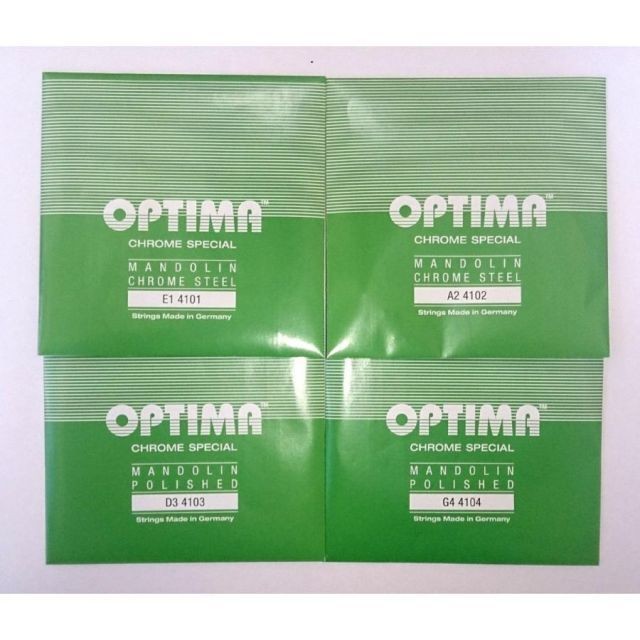 OPTIMA™
CHROME SPECIAL
MANDOLIN
CHROME STEEL
E1 4101
Strings Made in Germany
OPTIMA™
CHROME SPECIAL
MANDOLIN
CHROME STEEL
A2 4102
Strings Made in Germany
OPTIMA™
CHROME SPECIAL
MANDOLIN
POLISHED
D3 4103
Strings Made in Germany
OPTIMA™
CHROME SPECIAL
MANDOLIN
POLISHED
G4 4104
Strings Made in Germany